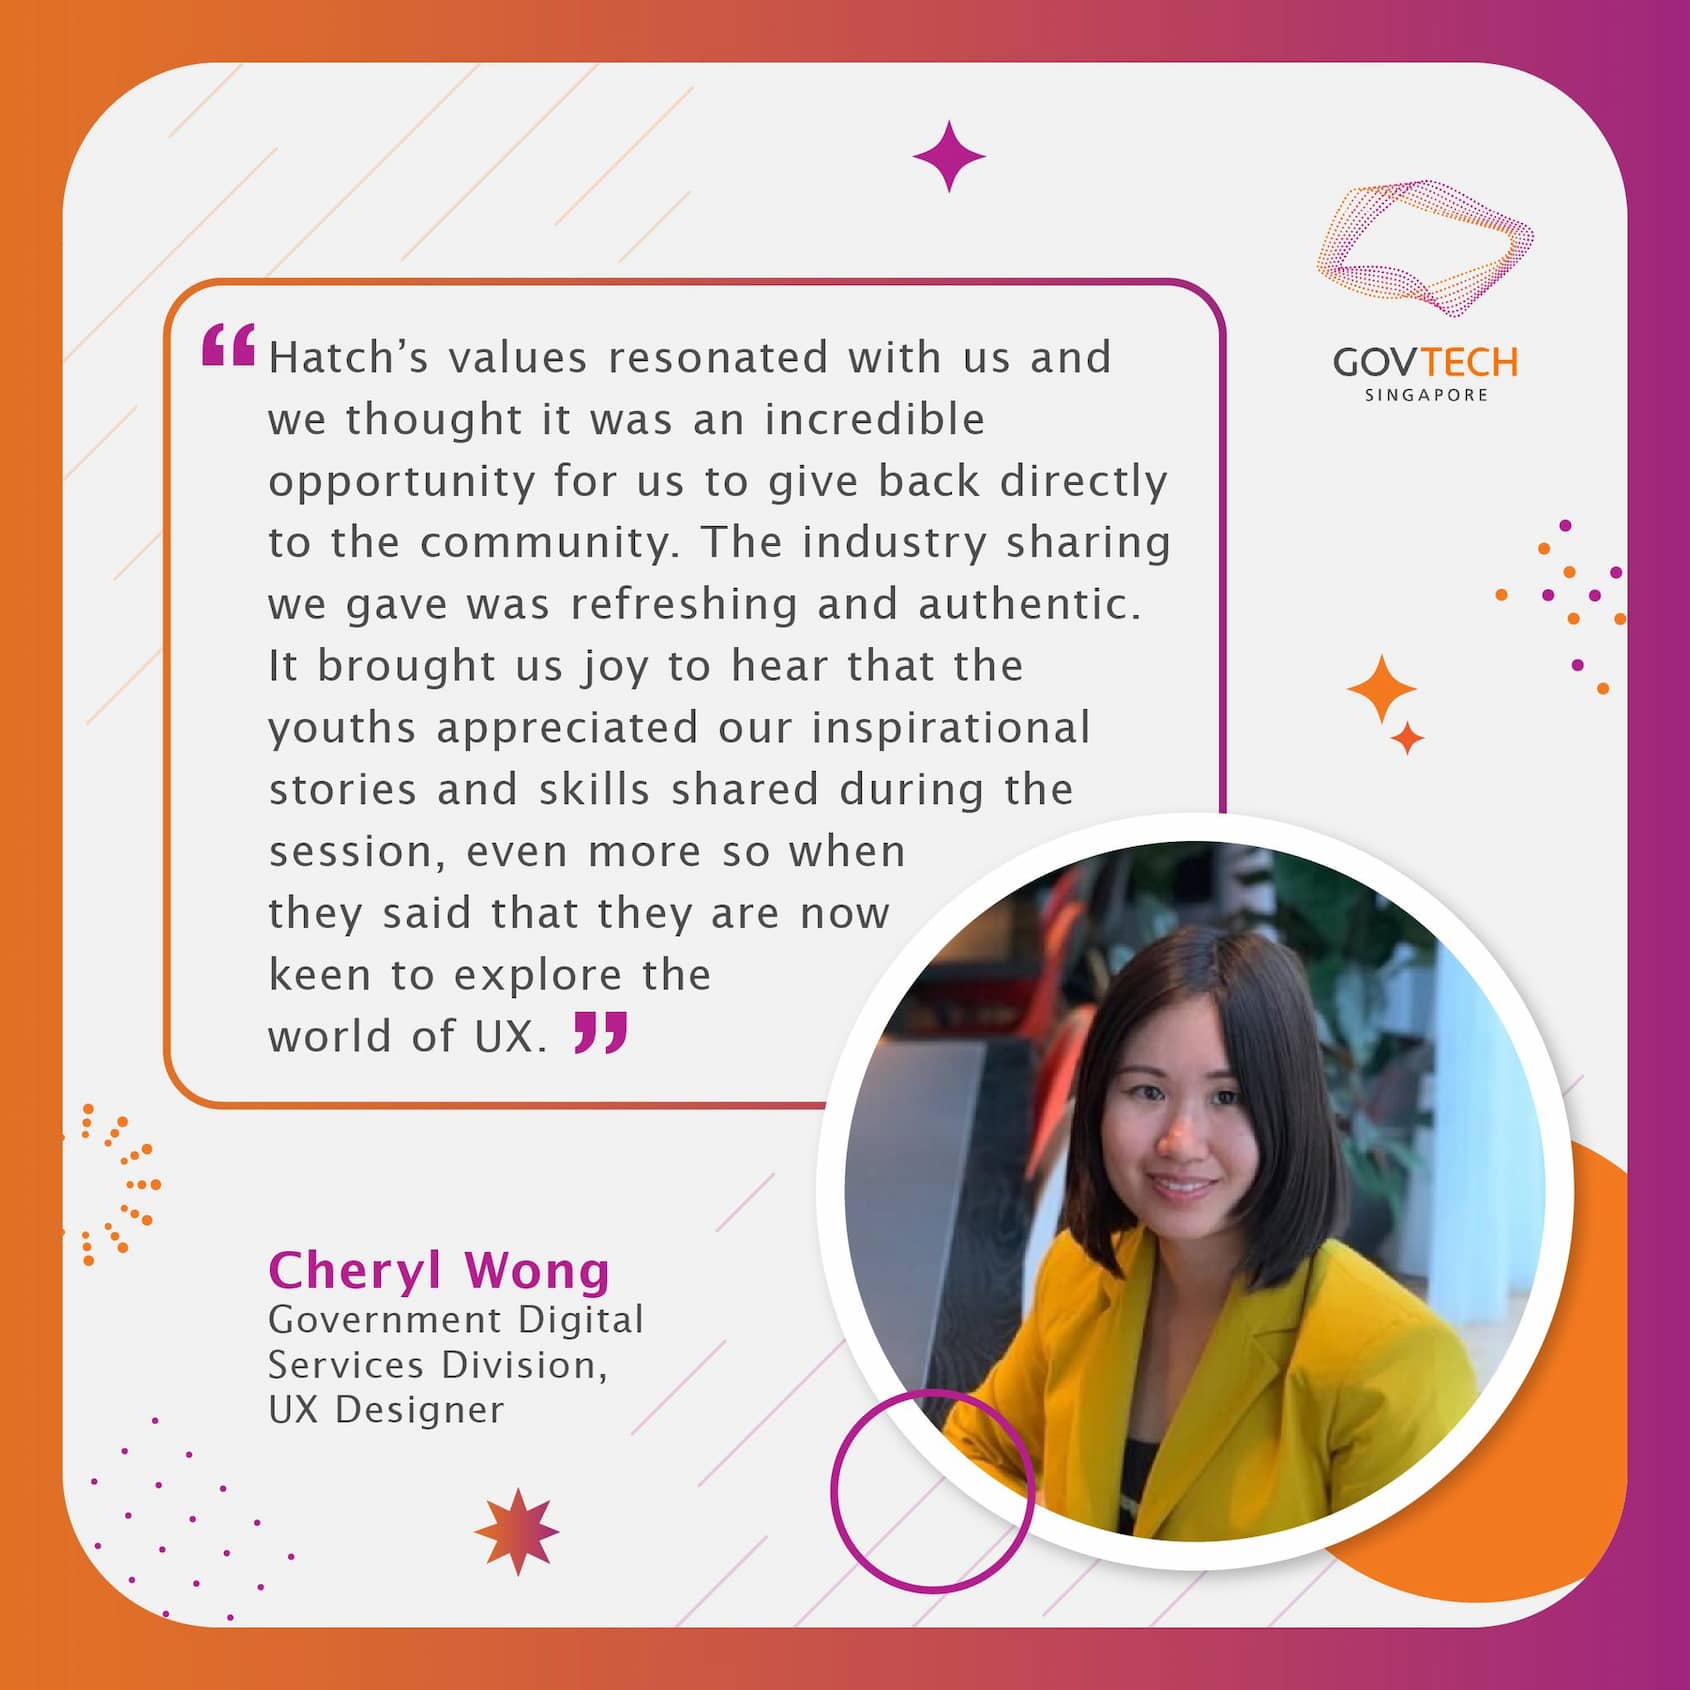 GOVTECH
SINGAPORE
“Hatch’s values resonated with us and
we thought it was an incredible
opportunity for us to give back directly
to the community. The industry sharing
we gave was refreshing and authentic.
It brought us joy to hear that the
youths appreciated our inspirational
stories and skills shared during the
session, even more so when
they said that they are now
keen to explore the
world of UX. ”
Cheryl Wong
Government Digital
Services Division,
UX Designer